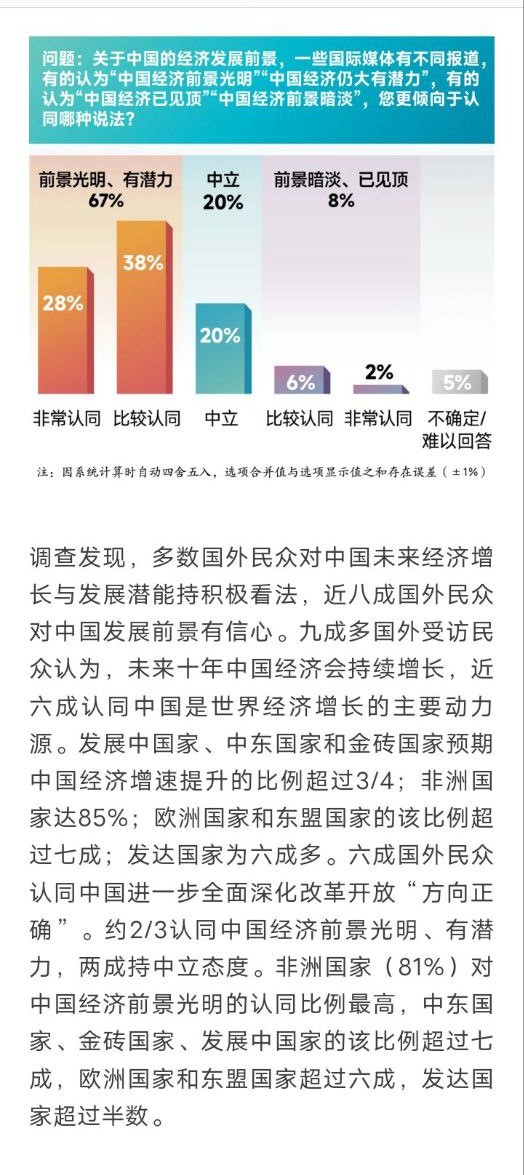 问题：关于中国的经济发展前景，一些国际媒体有不同报道，
有的认为“中国经济前景光明”“中国经济仍大有潜力”，有的
认为“中国经济已见顶”“中国经济前景暗淡”，您更倾向于认
同哪种说法？
前景光明、有潜力 中立 前景暗淡、已见顶
67% 20% 8%
38%
28%
20%
2%
6% 5%
非常认同 比较认同 中立 比较认同 非常认同 不确定/
难以回答
注：因系统计算时自动四舍五入，选项合并值与选项显示值之和存在误差（±1%）
调查发现，多数国外民众对中国未来经济增
长与发展潜能持积极看法，近八成国外民众
对中国发展前景有信心。九成多国外受访民
众认为，未来十年中国经济会持续增长，近
六成认同中国是世界经济增长的主要动力
源。发展中国家、中东国家和金砖国家预期
中国经济增速提升的比例超过3/4；非洲国
家达85%；欧洲国家和东盟国家的该比例超
过七成；发达国家为六成多。六成国外民众
认同中国进一步全面深化改革开放“方向正
确”。约2/3认同中国经济前景光明、有潜
力，两成持中立态度。非洲国家（81%）对
中国经济前景光明的认同比例最高，中东国
家、金砖国家、发展中国家的该比例超过七
成，欧洲国家和东盟国家超过六成，发达国
家超过半数。